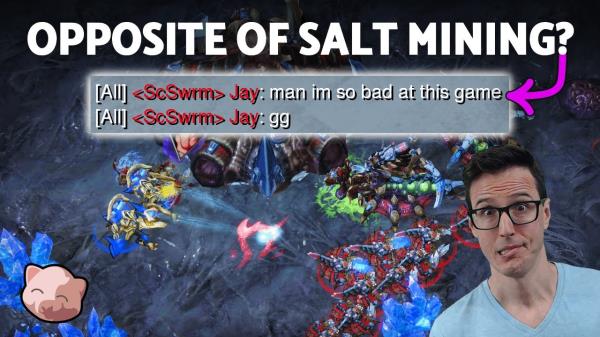 OPPOSITE OF SALT MINING?
[All] <ScSwrm> Jay: man im so bad at this game
[All] <ScSwrm> Jay: gg